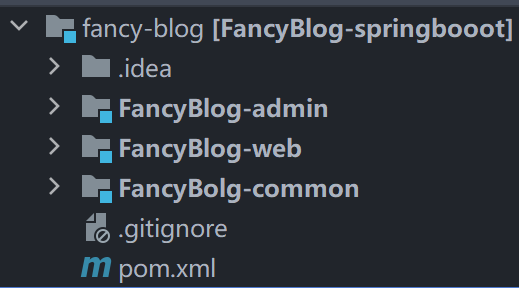 fancy-blog [FancyBlog-springbooot]
.idea
FancyBlog-admin
FancyBlog-web
FancyBolg-common
.gitignore
pom.xml